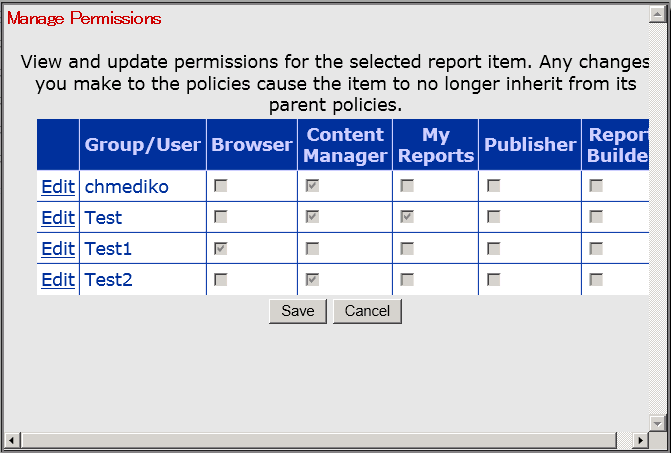 Manage Permissions
View and update permissions for the selected report item. Any changes
you make to the policies cause the item to no longer inherit from its
parent policies.
Group/User Browser Content Manager My Reports Publisher Report Builde
Edit chmediko
Edit Test
Edit Test1
Edit Test2
Save Cancel